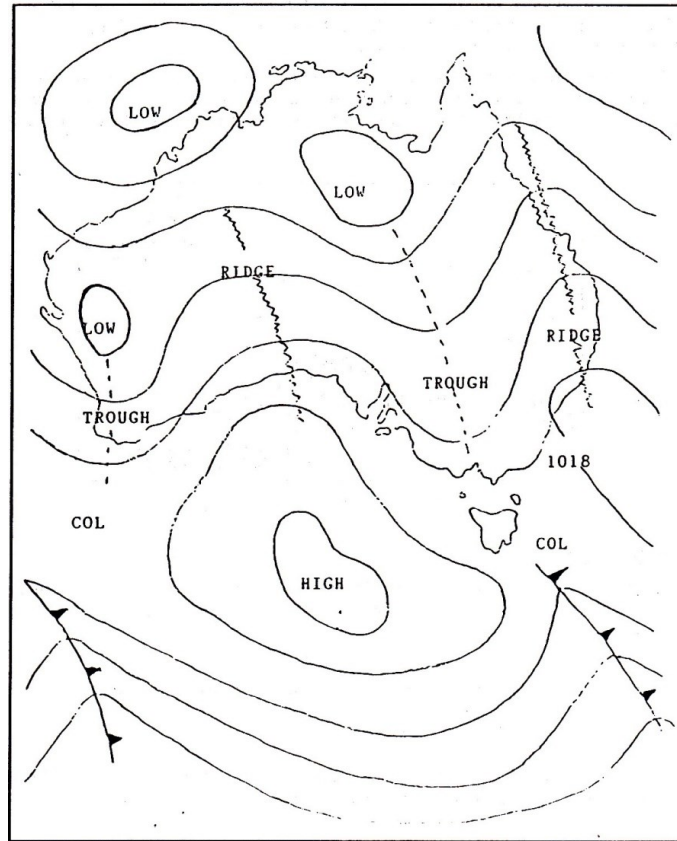 LOW
LOW
RIDGE
LOW
RIDGE
TROUGH
TROUGH
1018
COL
COL
HIGH